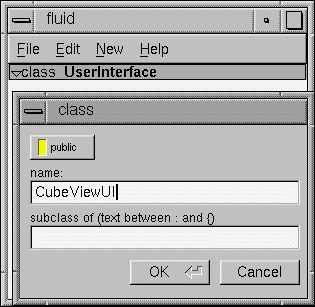 fluid
File Edit New Help
class UserInterface
class
public
name:
CubeViewUI
subclass of (text between : and {)
OK Cancel